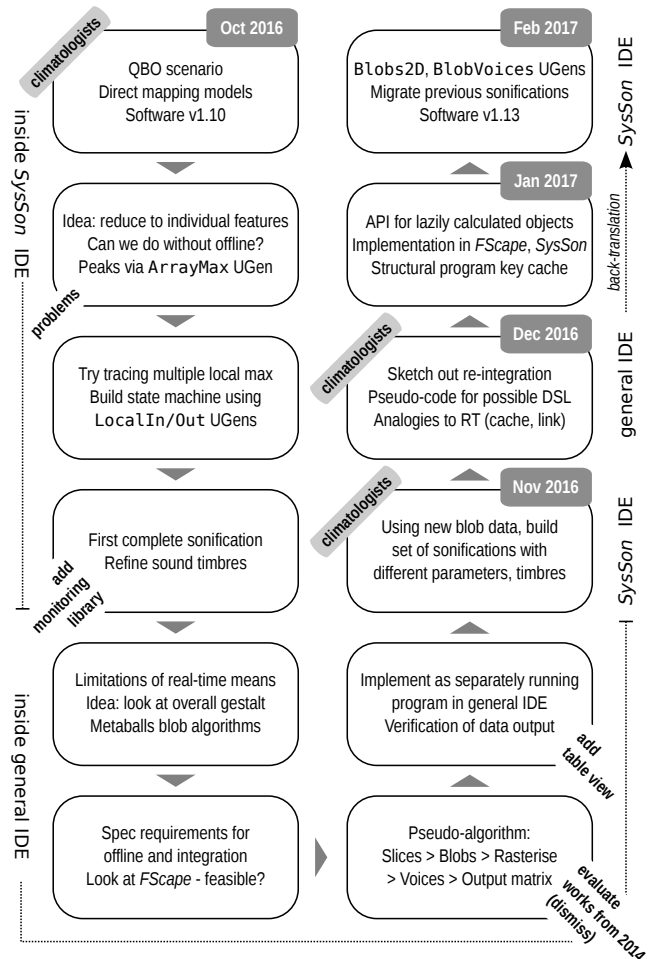 Oct 2016
climatologists
QBO scenario
Direct mapping models
Software v1.10
inside SysSon IDE
Idea: reduce to individual features
Can we do without offline?
Peaks via ArrayMax UGen
problems
Try tracing multiple local max
Build state machine using
LocalIn/Out UGens
First complete sonification
Refine sound timbres
add
monitoring
library
Limitations of real-time means
Idea: look at overall gestalt
Metaballs blob algorithms
inside general IDE
Spec requirements for
offline and integration
Look at FScape - feasible?
Pseudo-algorithm:
Slices > Blobs > Rasterise
> Voices > Output matrix
evaluate
works from 2014
(dismiss)
Implement as separately running
program in general IDE
Verification of data output
add
table view
Nov 2016
climatologists
Using new blob data, build
set of sonifications with
different parameters, timbres
SysSon IDE
Dec 2016
climatologists
Sketch out re-integration
Pseudo-code for possible DSL
Analogies to RT (cache, link)
general IDE
Jan 2017
API for lazily calculated objects
Implementation in FScape, SysSon
Structural program key cache
back-translation
Feb 2017
Blobs2D, BlobVoices UGens
Migrate previous sonifications
Software v1.13
SysSon IDE